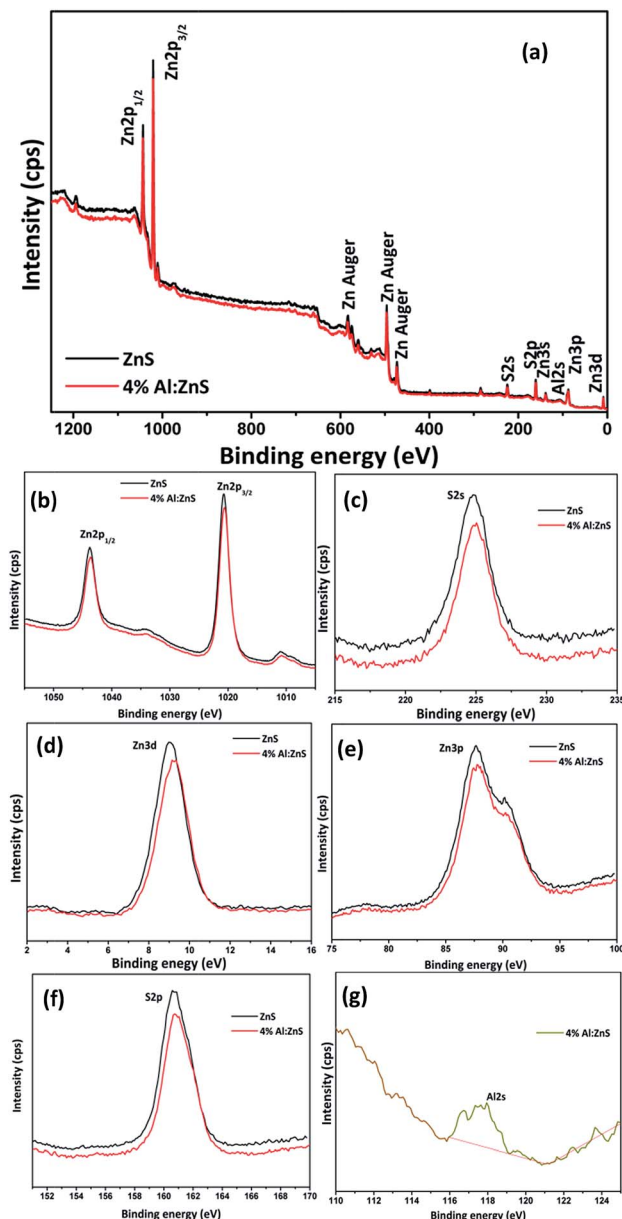 (a)
Zn2p3/2
Zn2p1/2
Zn Auger
Zn Auger
Zn Auger
S2s
S2p
Zn3s
Al2s
Zn3p
Zn3d
Intensity (cps)
ZnS
4% Al:ZnS
1200 1000 800 600 400 200 0
Binding energy (eV)
(b)
Zn2p3/2
Zn2p1/2
ZnS
4% Al:ZnS
Intensity (cps)
1050 1040 1030 1020 1010
Binding energy (eV)
(c)
S2s
ZnS
4% Al:ZnS
Intensity (cps)
215 220 225 230 235
Binding energy (eV)
(d)
Zn3d
ZnS
4% Al:ZnS
Intensity (cps)
2 4 6 8 10 12 14 16
Binding eneegy (eV)
(e)
Zn3p
ZnS
4% Al:ZnS
Intensity (cps)
75 80 85 90 95 100
Binding energy (eV)
(f)
S2p
ZnS
4% Al:ZnS
Intensity (cps)
152 154 156 158 160 162 164 166 168 170
Binding energy (eV)
(g)
4% Al:ZnS
Al2s
Intensity (cps)
110 112 114 116 118 120 122 124
Binding energy (eV)